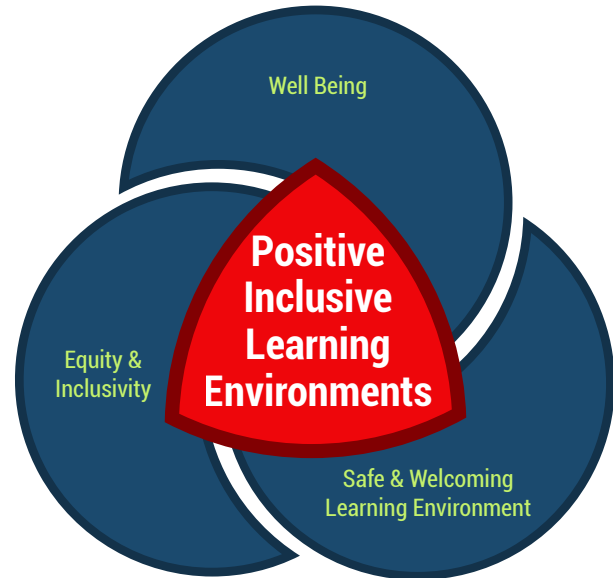 Well Being
Positive
Inclusive
Learning
Environments
Equity &
Inclusivity
Safe & Welcoming
Learning Environment